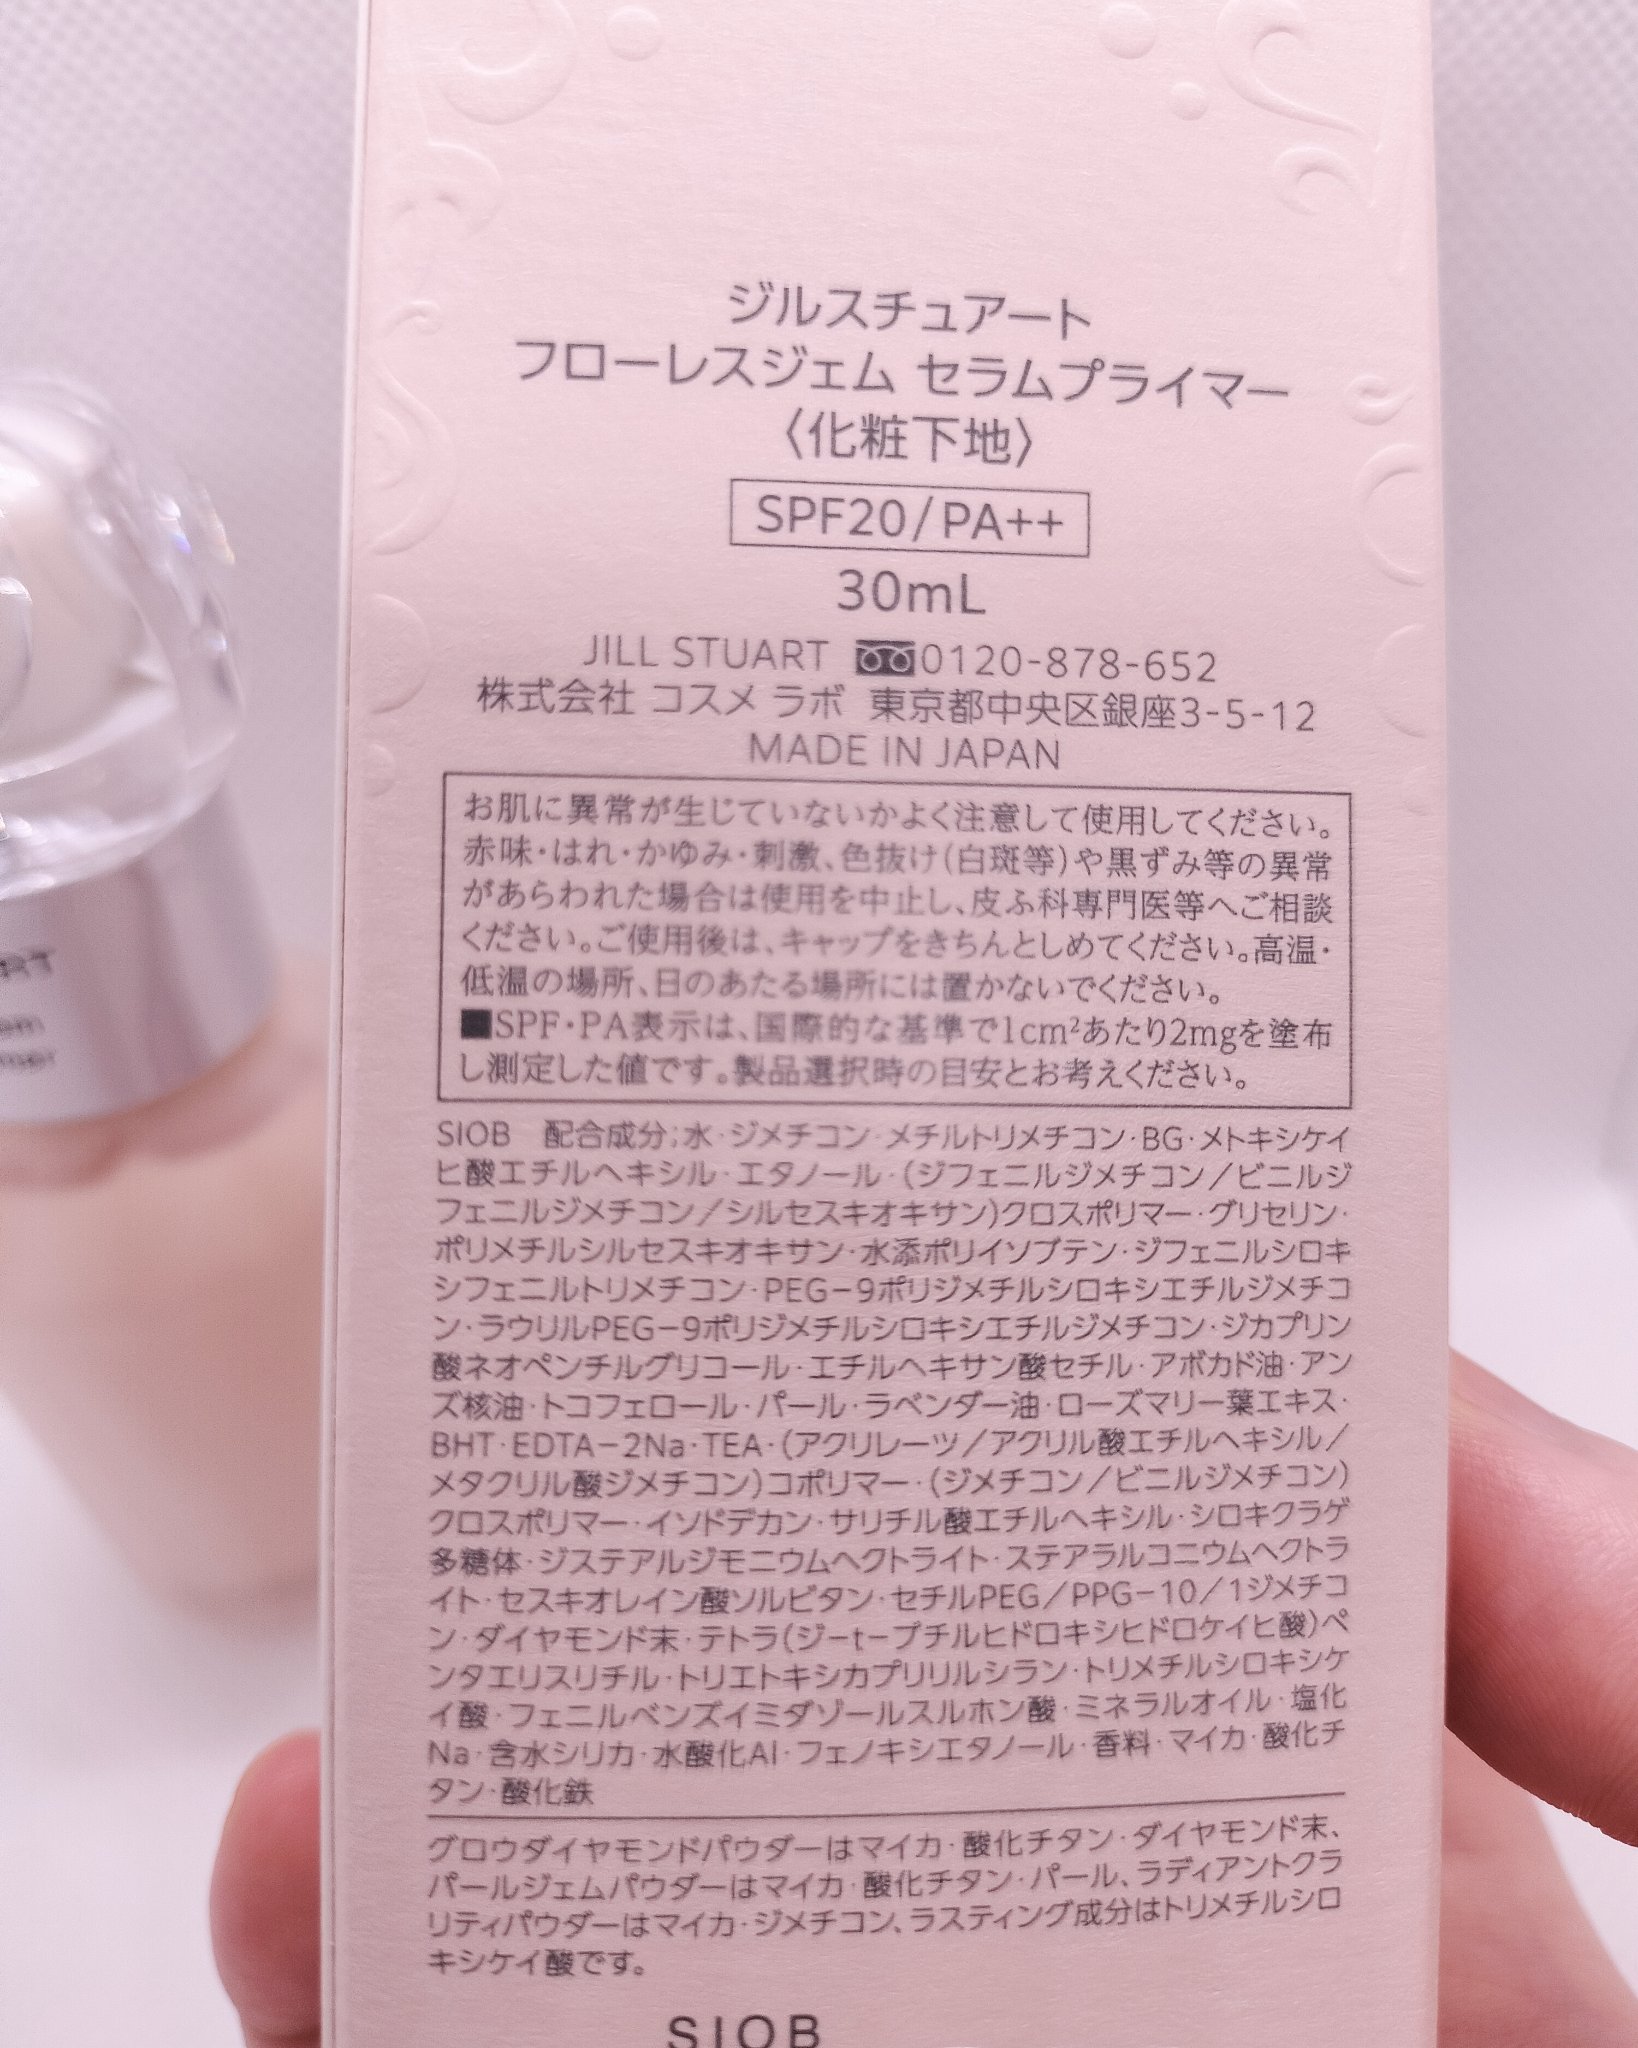 ジルスチュアート
フローレスジェム セラムプライマー
〈化粧下地〉
SPF20/PA++
30mL
JILL STUART 0120-878-652
株式会社 コスメ ラボ 東京都中央区銀座3-5-12
MADE IN JAPAN
お肌に異常が生じていないかよく注意して使用してください。
赤味・はれ・かゆみ・刺激、色抜け(白斑等)や黒ずみ等の異常
があらわれた場合は使用を中止し、皮ふ科専門医等へご相談
ください。ご使用後は、キャップをきちんとしめてください。高温・
低温の場所、日のあたる場所には置かないでください。
■SPF・PA表示は、国際的な基準で1cm²あたり2mgを塗布
し測定した値です。製品選択時の目安とお考えください。
SIOB 配合成分;水・ジメチコン・メチルトリメチコン・BG・メトキシケイ
ヒ酸エチルヘキシル・エタノール・(ジフェニルジメチコン/ビニルジ
フェニルジメチコン/シルセスキオキサン)クロスポリマー・グリセリン・
ポリメチルシルセスキオキサン・水添ポリイソブテン・ジフェニルシロキ
シフェニルトリメチコン・PEG-9ポリジメチルシロキシエチルジメチコ
ン・ラウリルPEG-9ポリジメチルシロキシエチルジメチコン・ジカプリン
酸ネオペンチルグリコール・エチルヘキサン酸セチル・アボカド油・アン
ズ核油・トコフェロール・パール・ラベンダー油・ローズマリー葉エキス・
BHT・EDTA-2Na・TEA・(アクリレーツ/アクリル酸エチルヘキシル/
メタクリル酸ジメチコン)コポリマー・(ジメチコン/ビニルジメチコン)
クロスポリマー・イソドデカン・サリチル酸エチルヘキシル・シロキクラゲ
多糖体・ジステアルジモニウムヘクトライト・ステアラルコニウムヘクトラ
イト・セスキオレイン酸ソルビタン・セチルPEG/PPG-10/1ジメチコ
ン・ダイヤモンド末・テトラ(ジ-t-ブチルヒドロキシヒドロケイヒ酸)ペ
ンタエリスリチル・トリエトキシカプリリルシラン・トリメチルシロキシケ
イ酸・フェニルベンズイミダゾールスルホン酸・ミネラルオイル・塩化
Na・含水シリカ・水酸化Al・フェノキシエタノール・香料・マイカ・酸化チ
タン・酸化鉄
グロウダイヤモンドパウダーはマイカ・酸化チタン・ダイヤモンド末、
パールジェムパウダーはマイカ・酸化チタン・パール、ラディアントクラ
リティパウダーはマイカ・ジメチコン、ラスティング成分はトリメチルシロ
キシケイ酸です。
SIOB